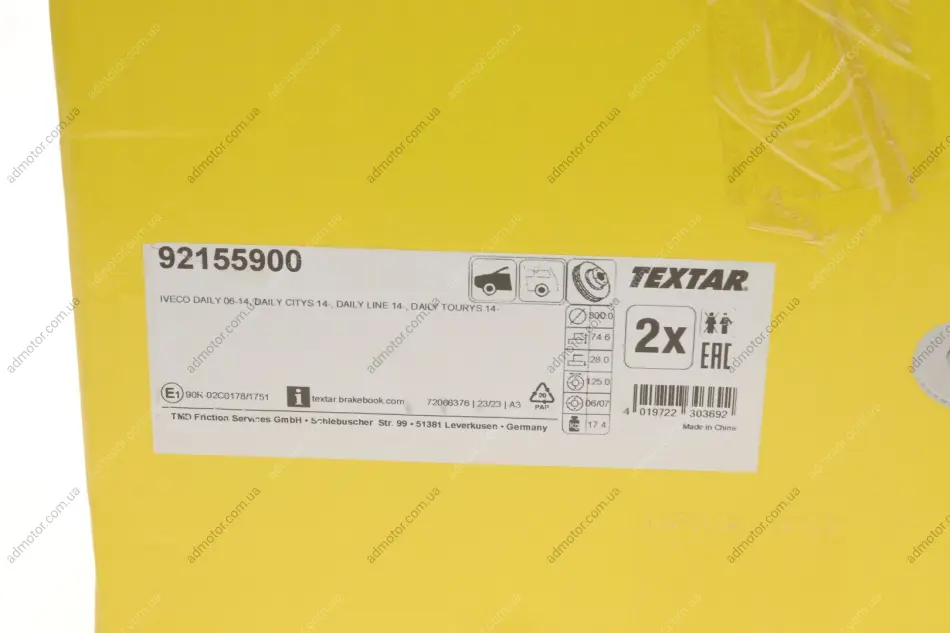 92155900
IVECO DAILY 06-14, DAILY CITYS 14-, DAILY LINE 14-, DAILY TOURYS 14-
E1 90R-02C0178/1751
i textar.brakebook.com
72066376 | 23/23 | A3
20
PAP
TMD Friction Services GmbH • Schlebuscher Str. 99 • 51381 Leverkusen • Germany
300.0
74.6
28.0
125.0
06/07
KG 17.4
TEXTAR
2x
EAC
4 019722 303692
Made in China
admotor.com.ua